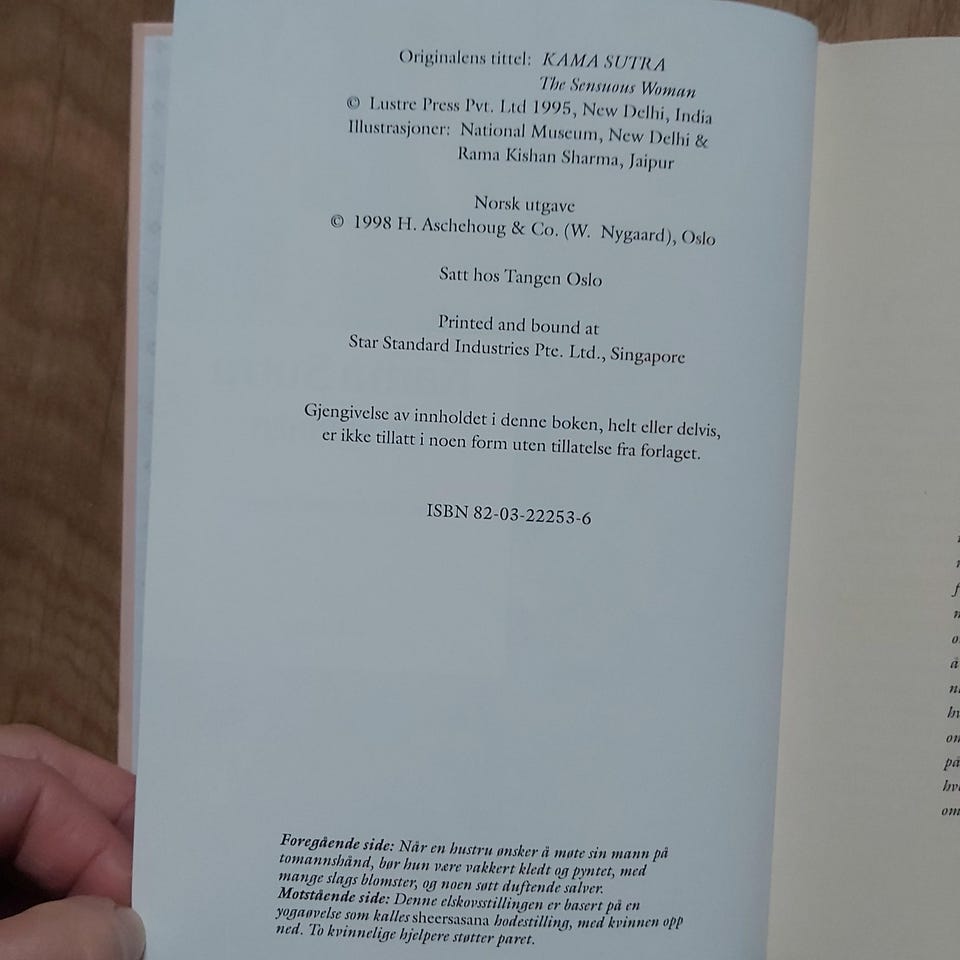 Originalens tittel: KAMA SUTRA
The Sensuous Woman
© Lustre Press Pvt. Ltd 1995, New Delhi, India
Illustrasjoner: National Museum, New Delhi &
Rama Kishan Sharma, Jaipur
Norsk utgave
© 1998 H. Aschehoug & Co. (W. Nygaard), Oslo
Satt hos Tangen Oslo
Printed and bound at
Star Standard Industries Pte. Ltd., Singapore
Gjengivelse av innholdet i denne boken, helt eller delvis,
er ikke tillatt i noen form uten tillatelse fra forlaget.
ISBN 82-03-22253-6
Foregående side: Når en hustru ønsker å møte sin mann på
tomannshånd, bør hun være vakkert kledt og pyntet, med
mange slags blomster, og noen søtt duftende salver.
Motstående side: Denne elskovsstillingen er basert på en
yogaøvelse som kalles sheersasana hodestilling, med kvinnen opp
ned. To kvinnelige hjelpere støtter paret.
å
på